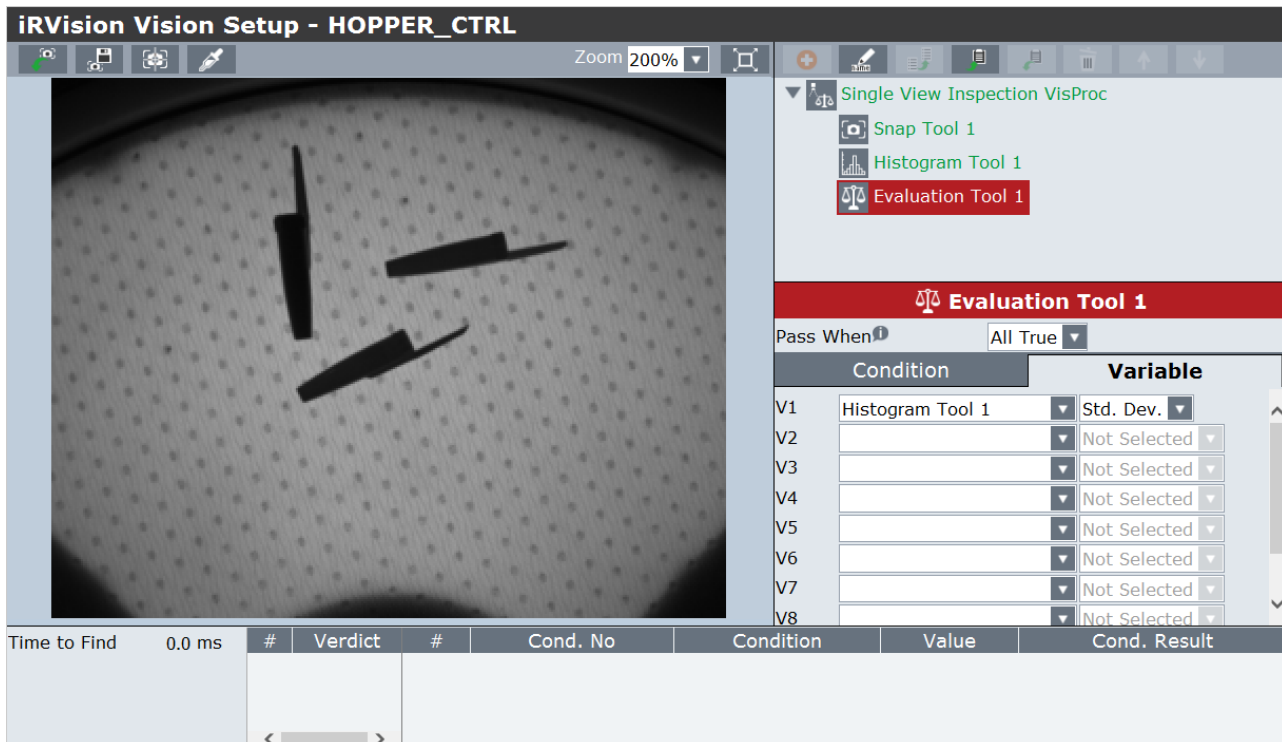 iRVision Vision Setup - HOPPER_CTRL
Zoom 200%
Single View Inspection VisProc
Snap Tool 1
Histogram Tool 1
Evaluation Tool 1
Evaluation Tool 1
Pass When All True
Condition Variable
V1 Histogram Tool 1 Std. Dev.
V2 Not Selected
V3 Not Selected
V4 Not Selected
V5 Not Selected
V6 Not Selected
V7 Not Selected
V8 Not Selected
Time to Find 0.0 ms # Verdict # Cond. No Condition Value Cond. Result